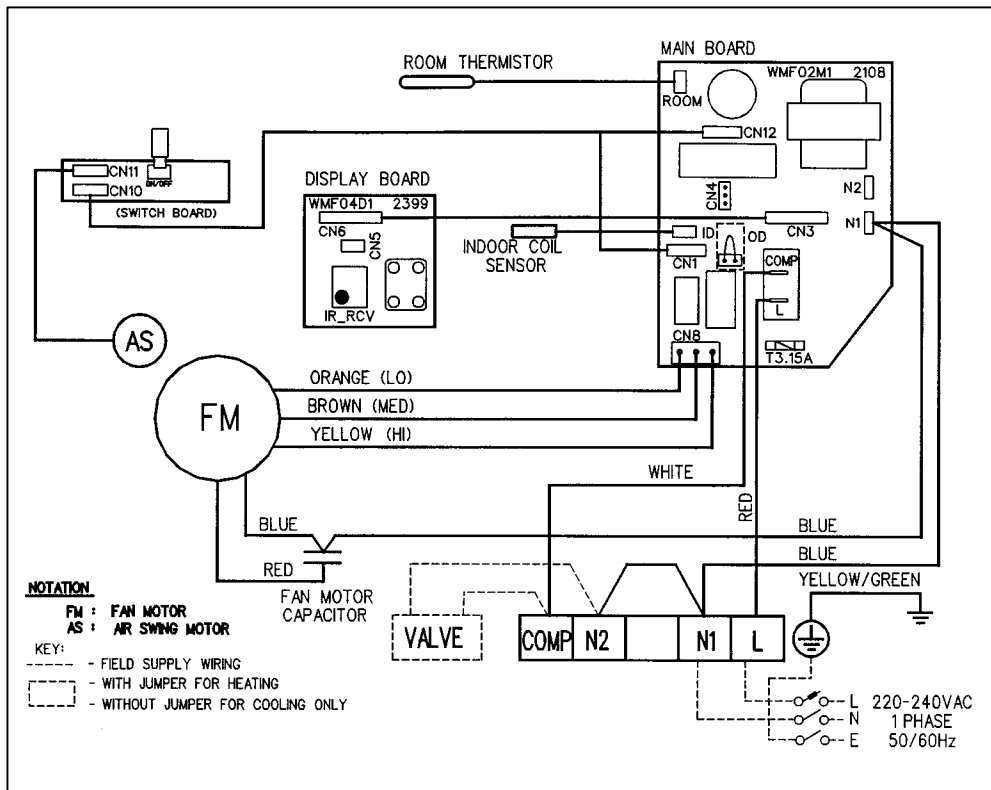 MAIN BOARD
ROOM THERMISTOR
WMF02M1 2108
ROOM
CN12
CN11
ON/OFF
CN10
(SWITCH BOARD)
DISPLAY BOARD
WMF04D1 2399
CN6
CN5
IR_RCV
CN4
N2
N1
CN3
ID
OD
INDOOR COIL
SENSOR
CN1
COMP
L
CN8
T3.15A
AS
FM
ORANGE (LO)
BROWN (MED)
YELLOW (HI)
WHITE
RED
BLUE
BLUE
BLUE
RED
YELLOW/GREEN
FAN MOTOR
CAPACITOR
VALVE
COMP N2 N1 L
NOTATION
FM : FAN MOTOR
AS : AIR SWING MOTOR
KEY:
- FIELD SUPPLY WIRING
- WITH JUMPER FOR HEATING
- WITHOUT JUMPER FOR COOLING ONLY
L 220-240VAC
N 1 PHASE
E 50/60Hz